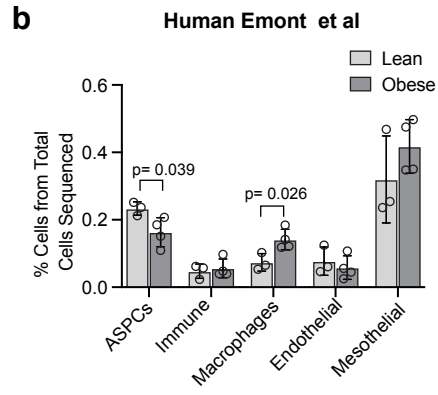 b
Human Emont et al
Lean
Obese
% Cells from Total
Cells Sequenced
0.6
0.4
0.2
0.0
p= 0.039
p= 0.026
ASPCs
Immune
Macrophages
Endothelial
Mesothelial